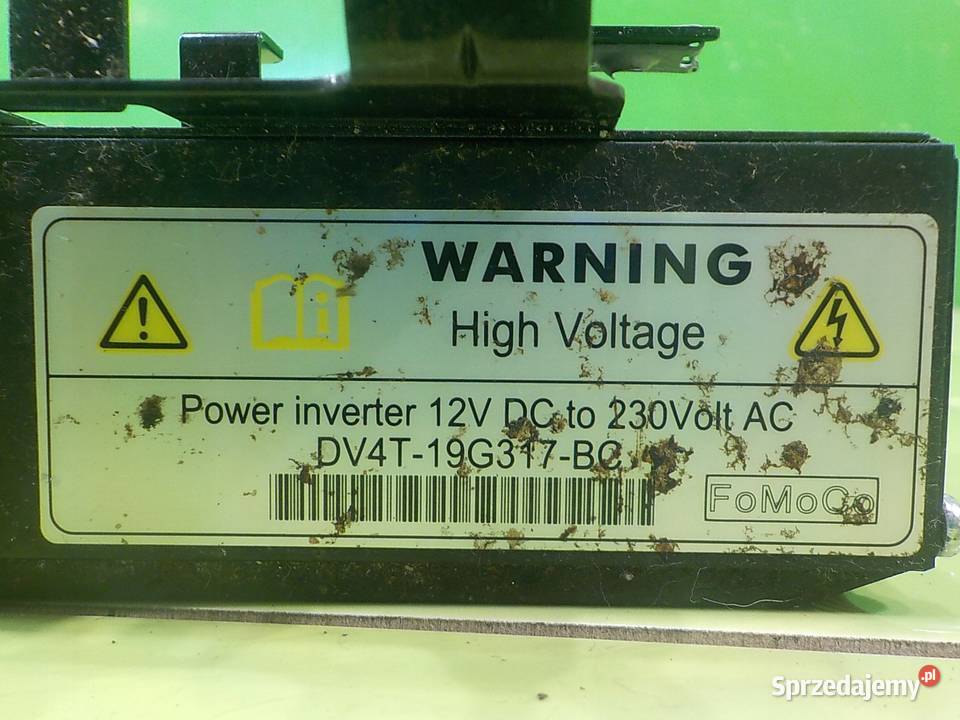 WARNING
High Voltage
Power inverter 12V DC to 230Volt AC
DV4T-19G317-BC
FoMoCo
Sprzedajemy.pl